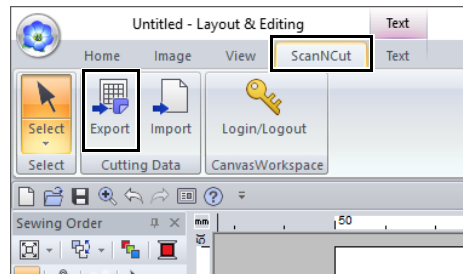 Untitled - Layout & Editing Text
Home Image View ScanNCut Text
Select Export Import Login/Logout
Select Cutting Data CanvasWorkspace
Sewing Order mm 50